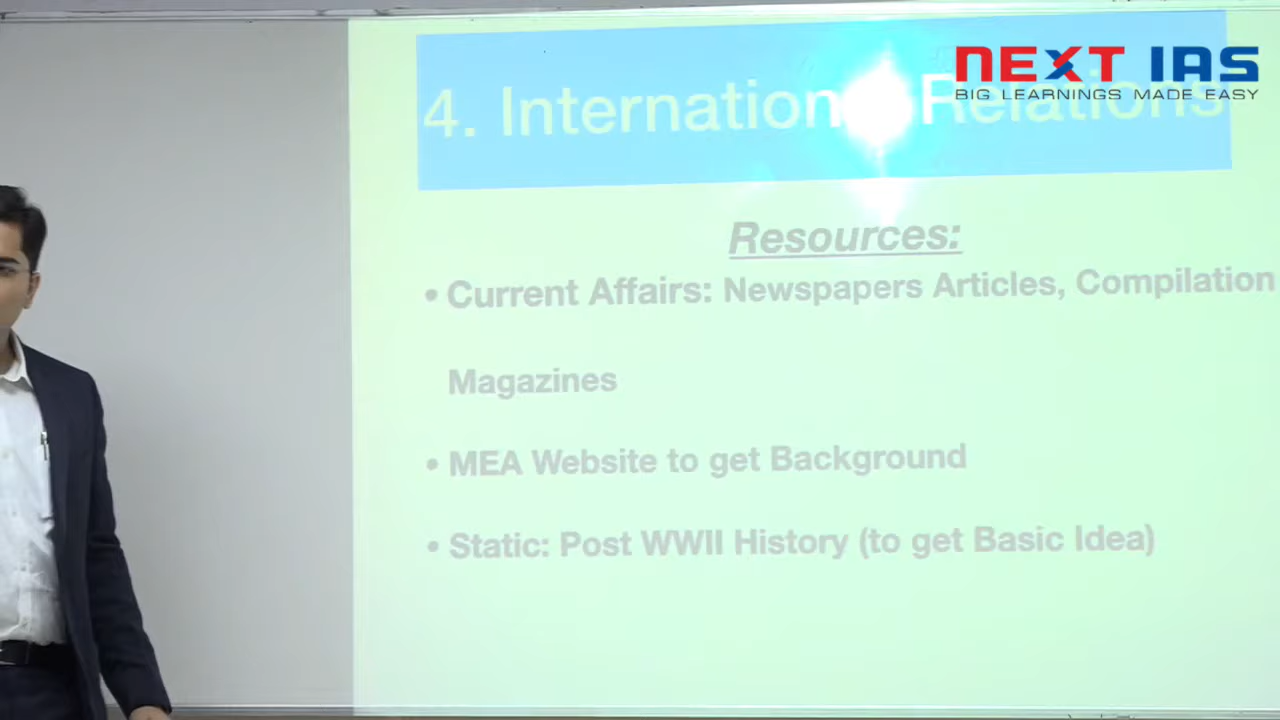 NEXT IAS
BIG LEARNINGS MADE EASY
4. International Relations
Resources:
• Current Affairs: Newspapers Articles, Compilation
Magazines
• MEA Website to get Background
• Static: Post WWII History (to get Basic Idea)